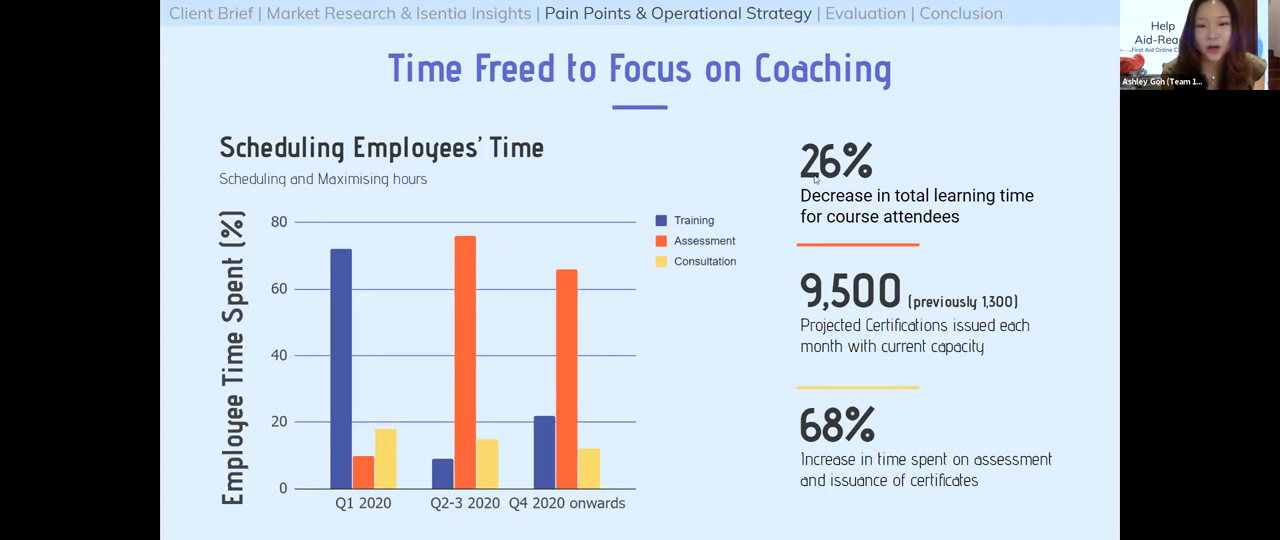 Client Brief | Market Research & Isentia Insights | Pain Points & Operational Strategy | Evaluation | Conclusion
Help
First Aid Online
Ashley Goh (Team 1...
Time Freed to Focus on Coaching
Scheduling Employees' Time
Scheduling and Maximising hours
Employee Time Spent (%)
80
60
40
20
0
Q1 2020
Q2-3 2020
Q4 2020 onwards
Training
Assessment
Consultation
26%
Decrease in total learning time
for course attendees
9,500 (previously 1,300)
Projected Certifications issued each
month with current capacity
68%
Increase in time spent on assessment
and issuance of certificates